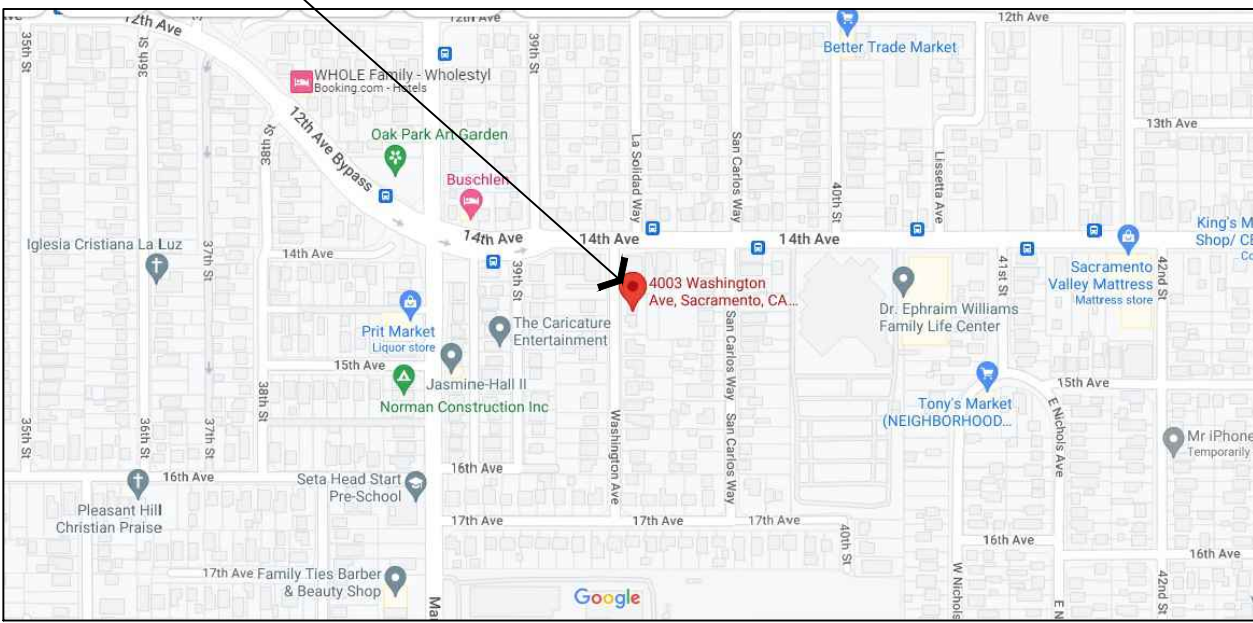 12th Ave
12th Ave
12th Ave
35th St
36th St
39th St
Better Trade Market
WHOLE Family - Wholestyl
Booking.com - Hotels
12th Ave Bypass
13th Ave
38th St
Oak Park Art Garden
La Solidad Way
San Carlos Way
Lissetta Ave
Buschlen
40th St
14th Ave
14th Ave
14th Ave
King's M
Shop/ CE
Iglesia Cristiana La Luz
37th St
14th Ave
39th St
41st St
42nd St
Sacramento
Valley Mattress
Mattress store
4003 Washington
Ave, Sacramento, CA...
Dr. Ephraim Williams
Family Life Center
Prit Market
Liquor store
The Caricature
Entertainment
San Carlos Way
15th Ave
Jasmine-Hall II
15th Ave
Norman Construction Inc
38th St
Tony's Market
(NEIGHBORHOOD...
E Nichols Ave
35th St
36th St
37th St
Washington Ave
San Carlos Way
Mr iPhone
Temporarily
16th Ave
16th Ave
Seta Head Start
Pre-School
Pleasant Hill
Christian Praise
17th Ave
17th Ave
17th Ave
40th St
16th Ave
16th Ave
17th Ave
Family Ties Barber
& Beauty Shop
W Nichols
42nd St
Google
Ma
E N